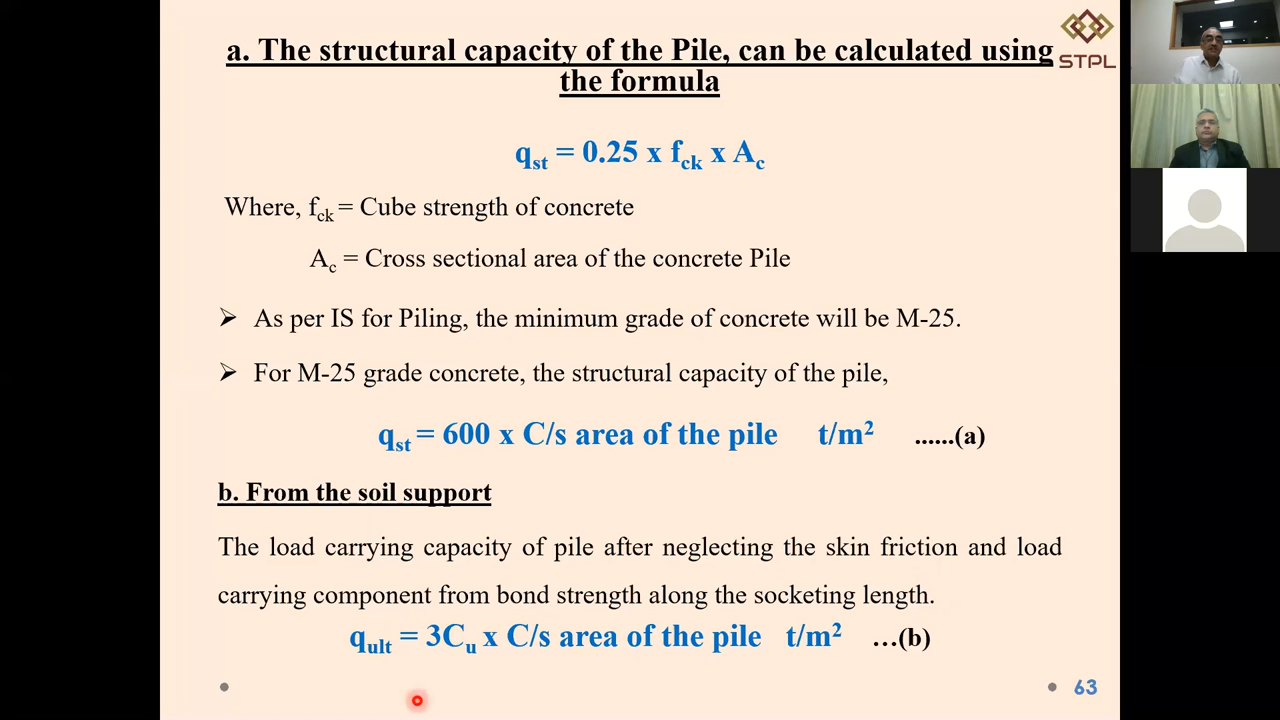 a. The structural capacity of the Pile, can be calculated using
the formula
STPL
qst = 0.25 x fck x Ac
Where, fck = Cube strength of concrete
Ac = Cross sectional area of the concrete Pile
➢ As per IS for Piling, the minimum grade of concrete will be M-25.
➢ For M-25 grade concrete, the structural capacity of the pile,
qst = 600 x C/s area of the pile t/m² ......(a)
b. From the soil support
The load carrying capacity of pile after neglecting the skin friction and load
carrying component from bond strength along the socketing length.
qult = 3Cu x C/s area of the pile t/m² …(b)
63